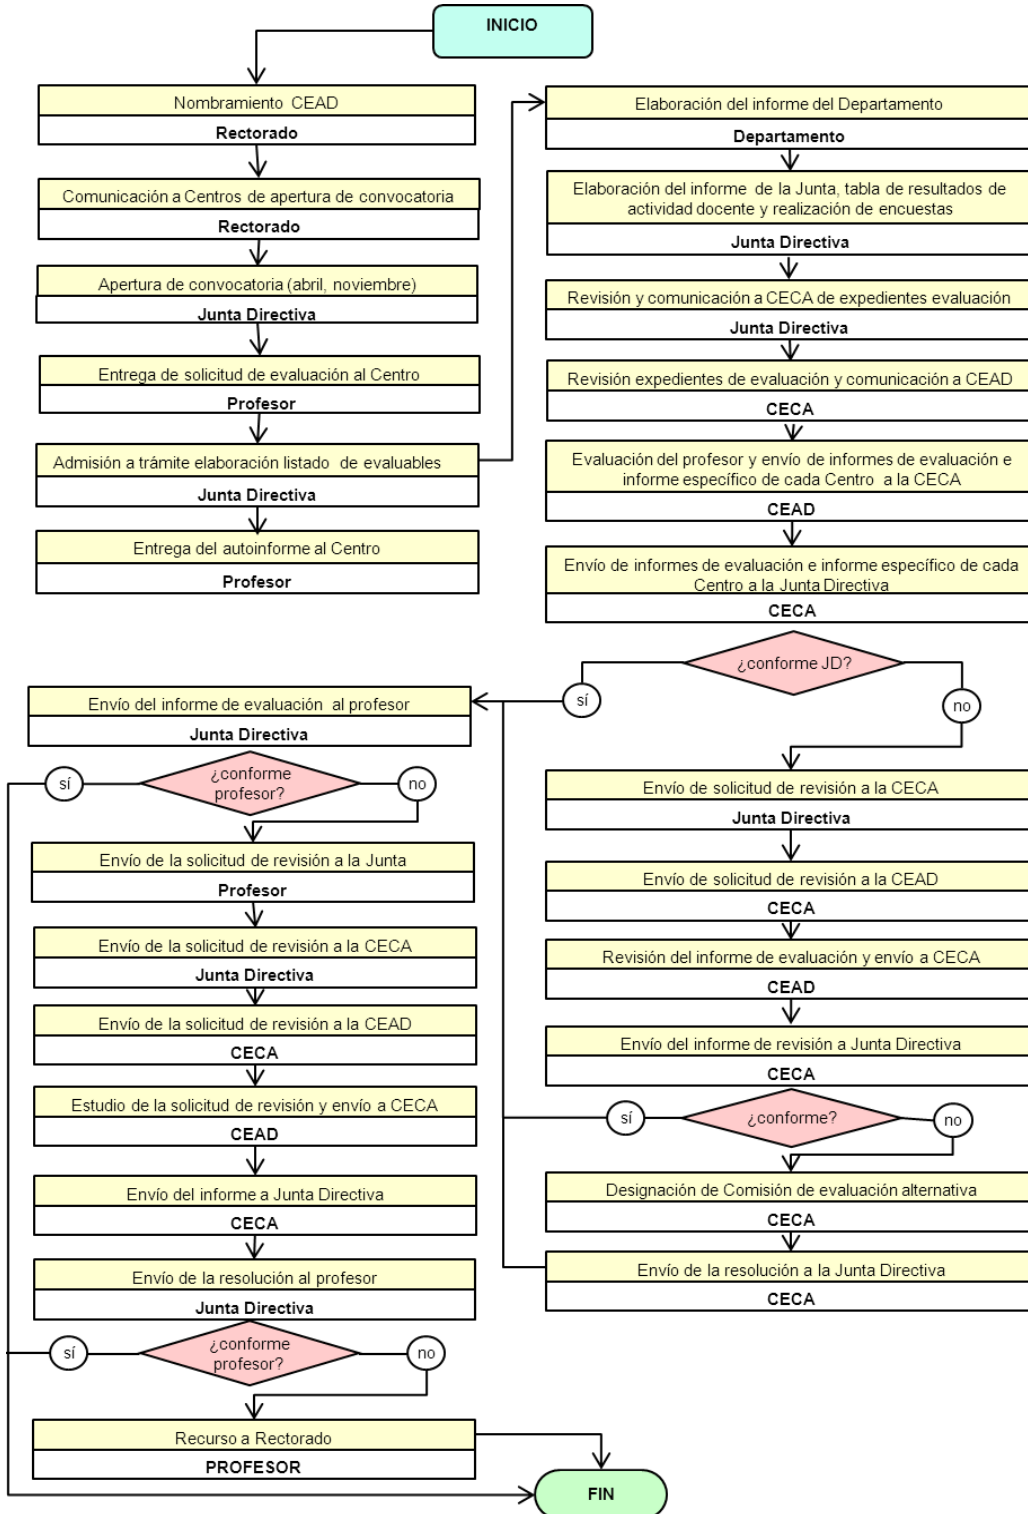 INICIO
Nombramiento CEAD
Rectorado
Comunicación a Centros de apertura de convocatoria
Rectorado
Apertura de convocatoria (abril, noviembre)
Junta Directiva
Entrega de solicitud de evaluación al Centro
Profesor
Admisión a trámite elaboración listado de evaluables
Junta Directiva
Entrega del autoinforme al Centro
Profesor
Elaboración del informe del Departamento
Departamento
Elaboración del informe de la Junta, tabla de resultados de
actividad docente y realización de encuestas
Junta Directiva
Revisión y comunicación a CECA de expedientes evaluación
Junta Directiva
Revisión expedientes de evaluación y comunicación a CEAD
CECA
Evaluación del profesor y envío de informes de evaluación e
informe específico de cada Centro a la CECA
CEAD
Envío de informes de evaluación e informe específico de cada
Centro a la Junta Directiva
CECA
¿conforme JD?
sí
no
Envío de solicitud de revisión a la CECA
Junta Directiva
Envío de solicitud de revisión a la CEAD
CECA
Revisión del informe de evaluación y envío a CECA
CEAD
Envío del informe de revisión a Junta Directiva
CECA
¿conforme?
sí
no
Designación de Comisión de evaluación alternativa
CECA
Envío de la resolución a la Junta Directiva
CECA
Envío del informe de evaluación al profesor
Junta Directiva
¿conforme
profesor?
sí
no
Envío de la solicitud de revisión a la Junta
Profesor
Envío de la solicitud de revisión a la CECA
Junta Directiva
Envío de la solicitud de revisión a la CEAD
CECA
Estudio de la solicitud de revisión y envío a CECA
CEAD
Envío del informe a Junta Directiva
CECA
Envío de la resolución al profesor
Junta Directiva
¿conforme
profesor?
sí
no
Recurso a Rectorado
PROFESOR
FIN